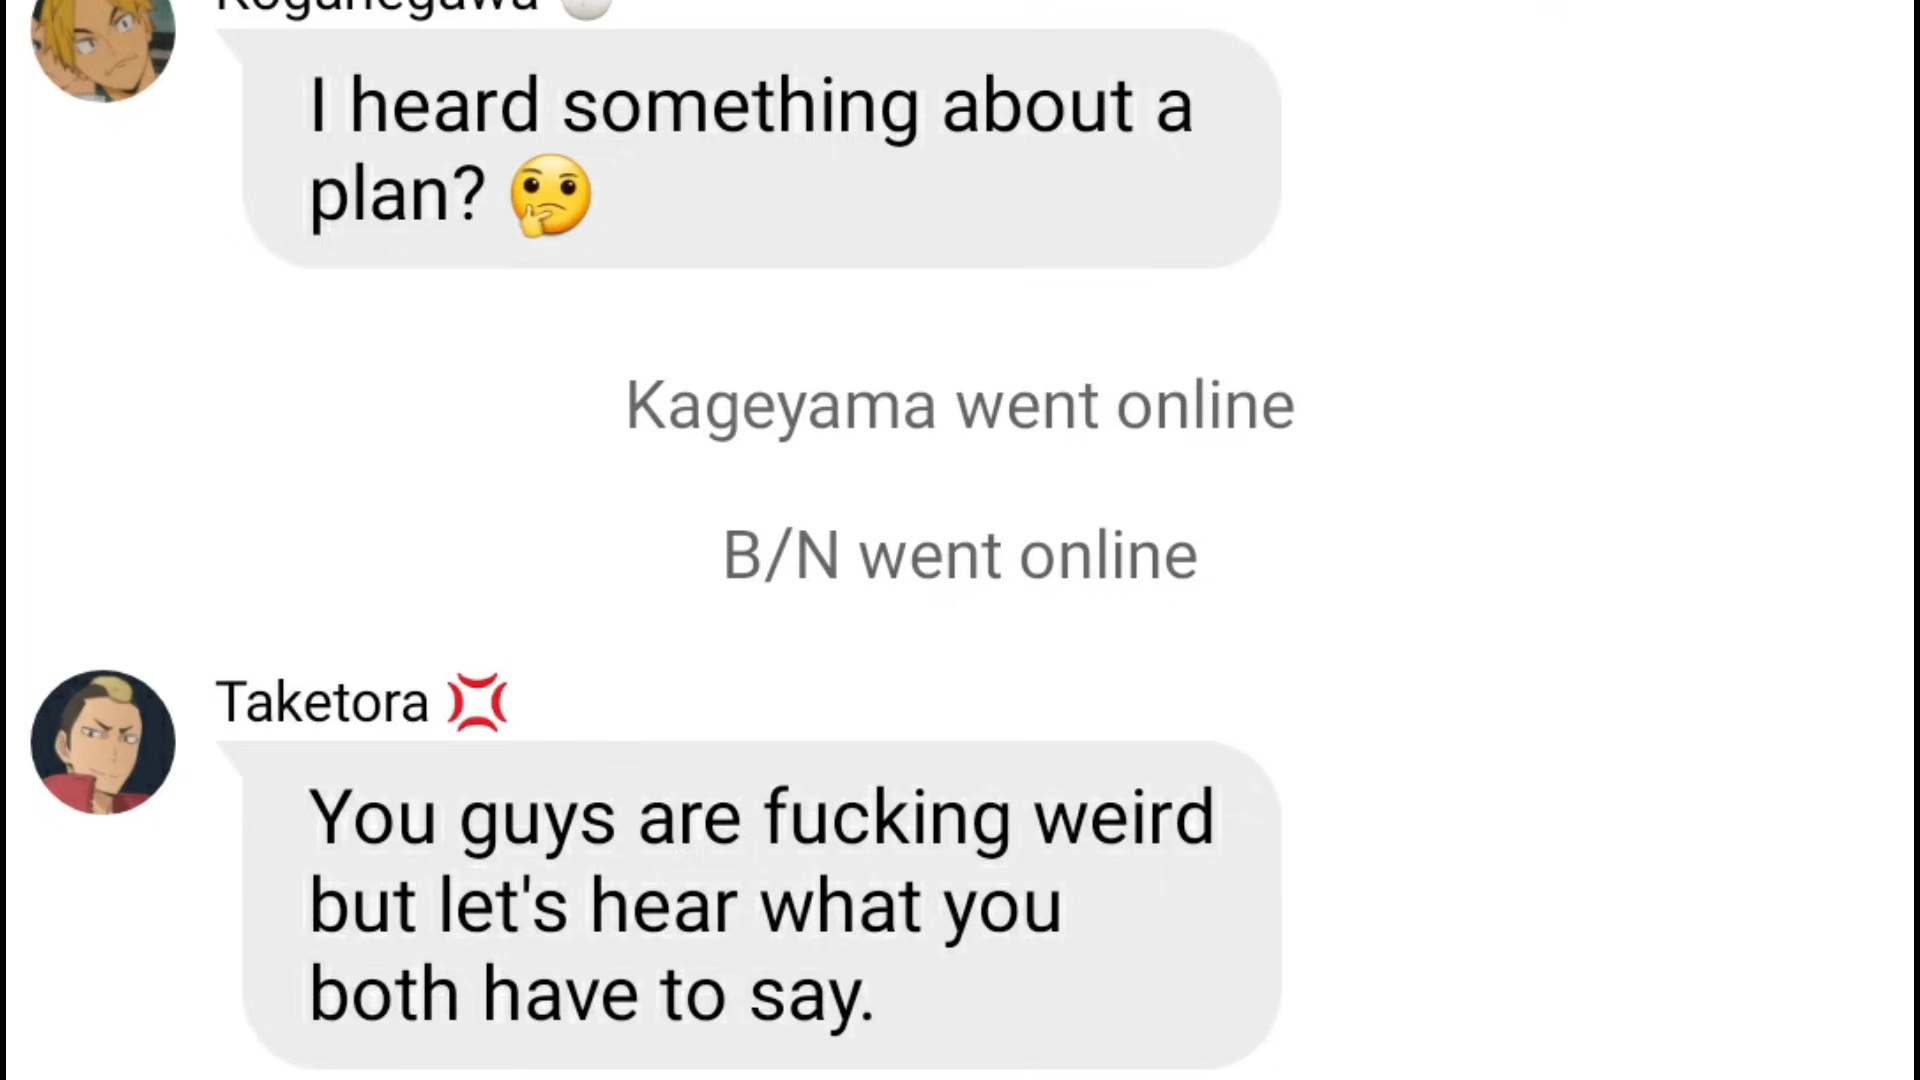 Koganegawa
I heard something about a
plan? 🤔
Kageyama went online
B/N went online
Taketora 💢
You guys are fucking weird
but let's hear what you
both have to say.